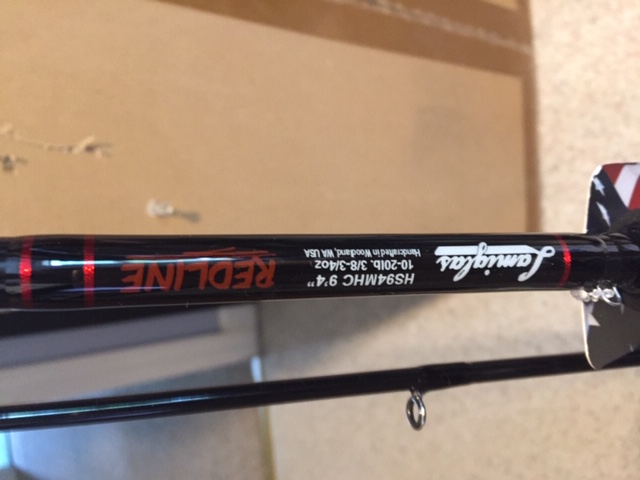 Lamiglas
HS94MHC 9'4"
10-20lb. 3/8-3/4oz
Handcrafted in Woodland, WA USA
REDLINE